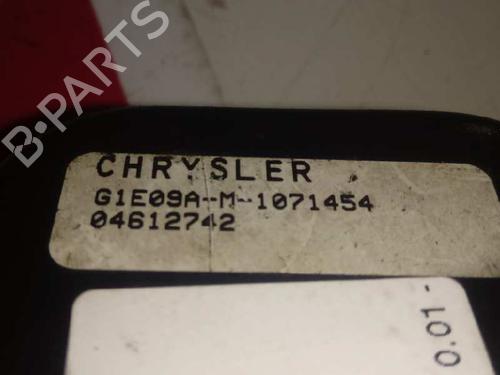 B-PARTS
CHRYSLER
G1E09A-M-1071454
04612742
0.01 -